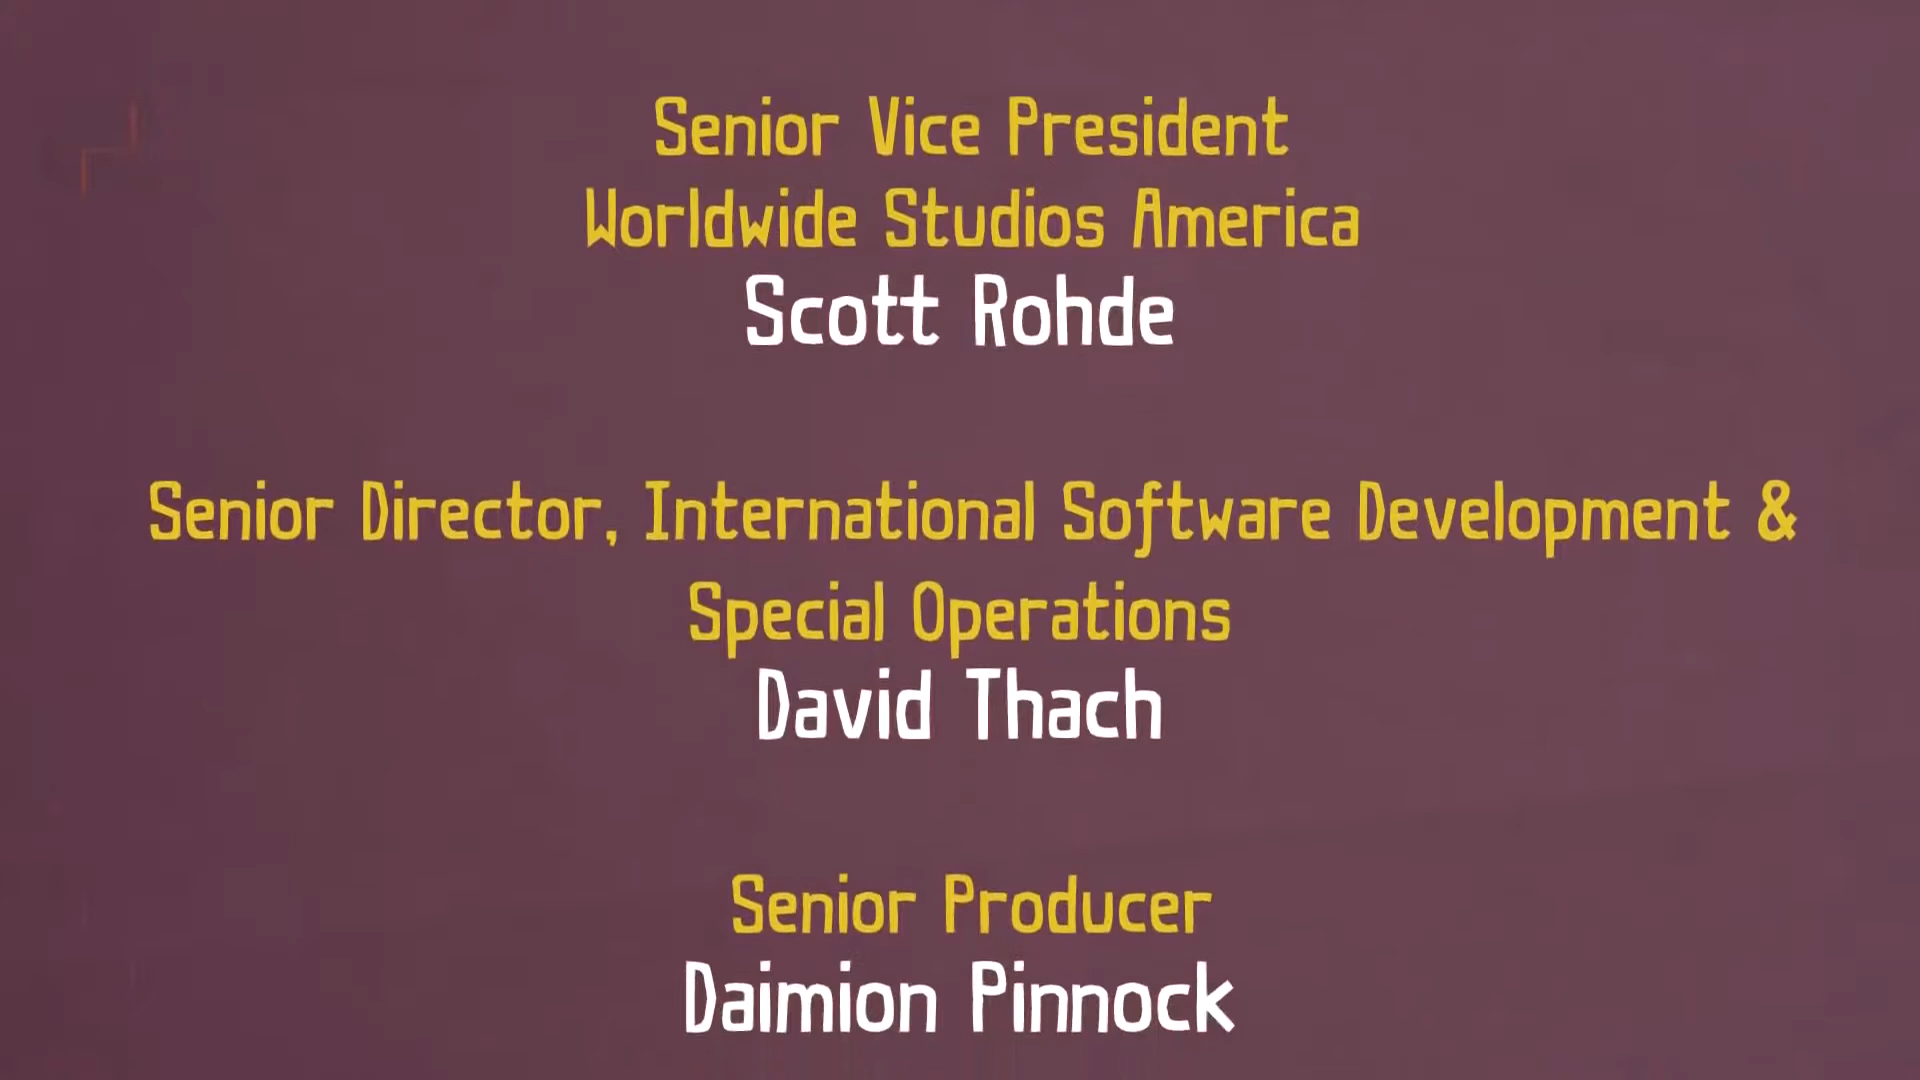 Senior Vice President
Worldwide Studios America
Scott Rohde
Senior Director, International Software Development &
Special Operations
David Thach
Senior Producer
Daimion Pinnock